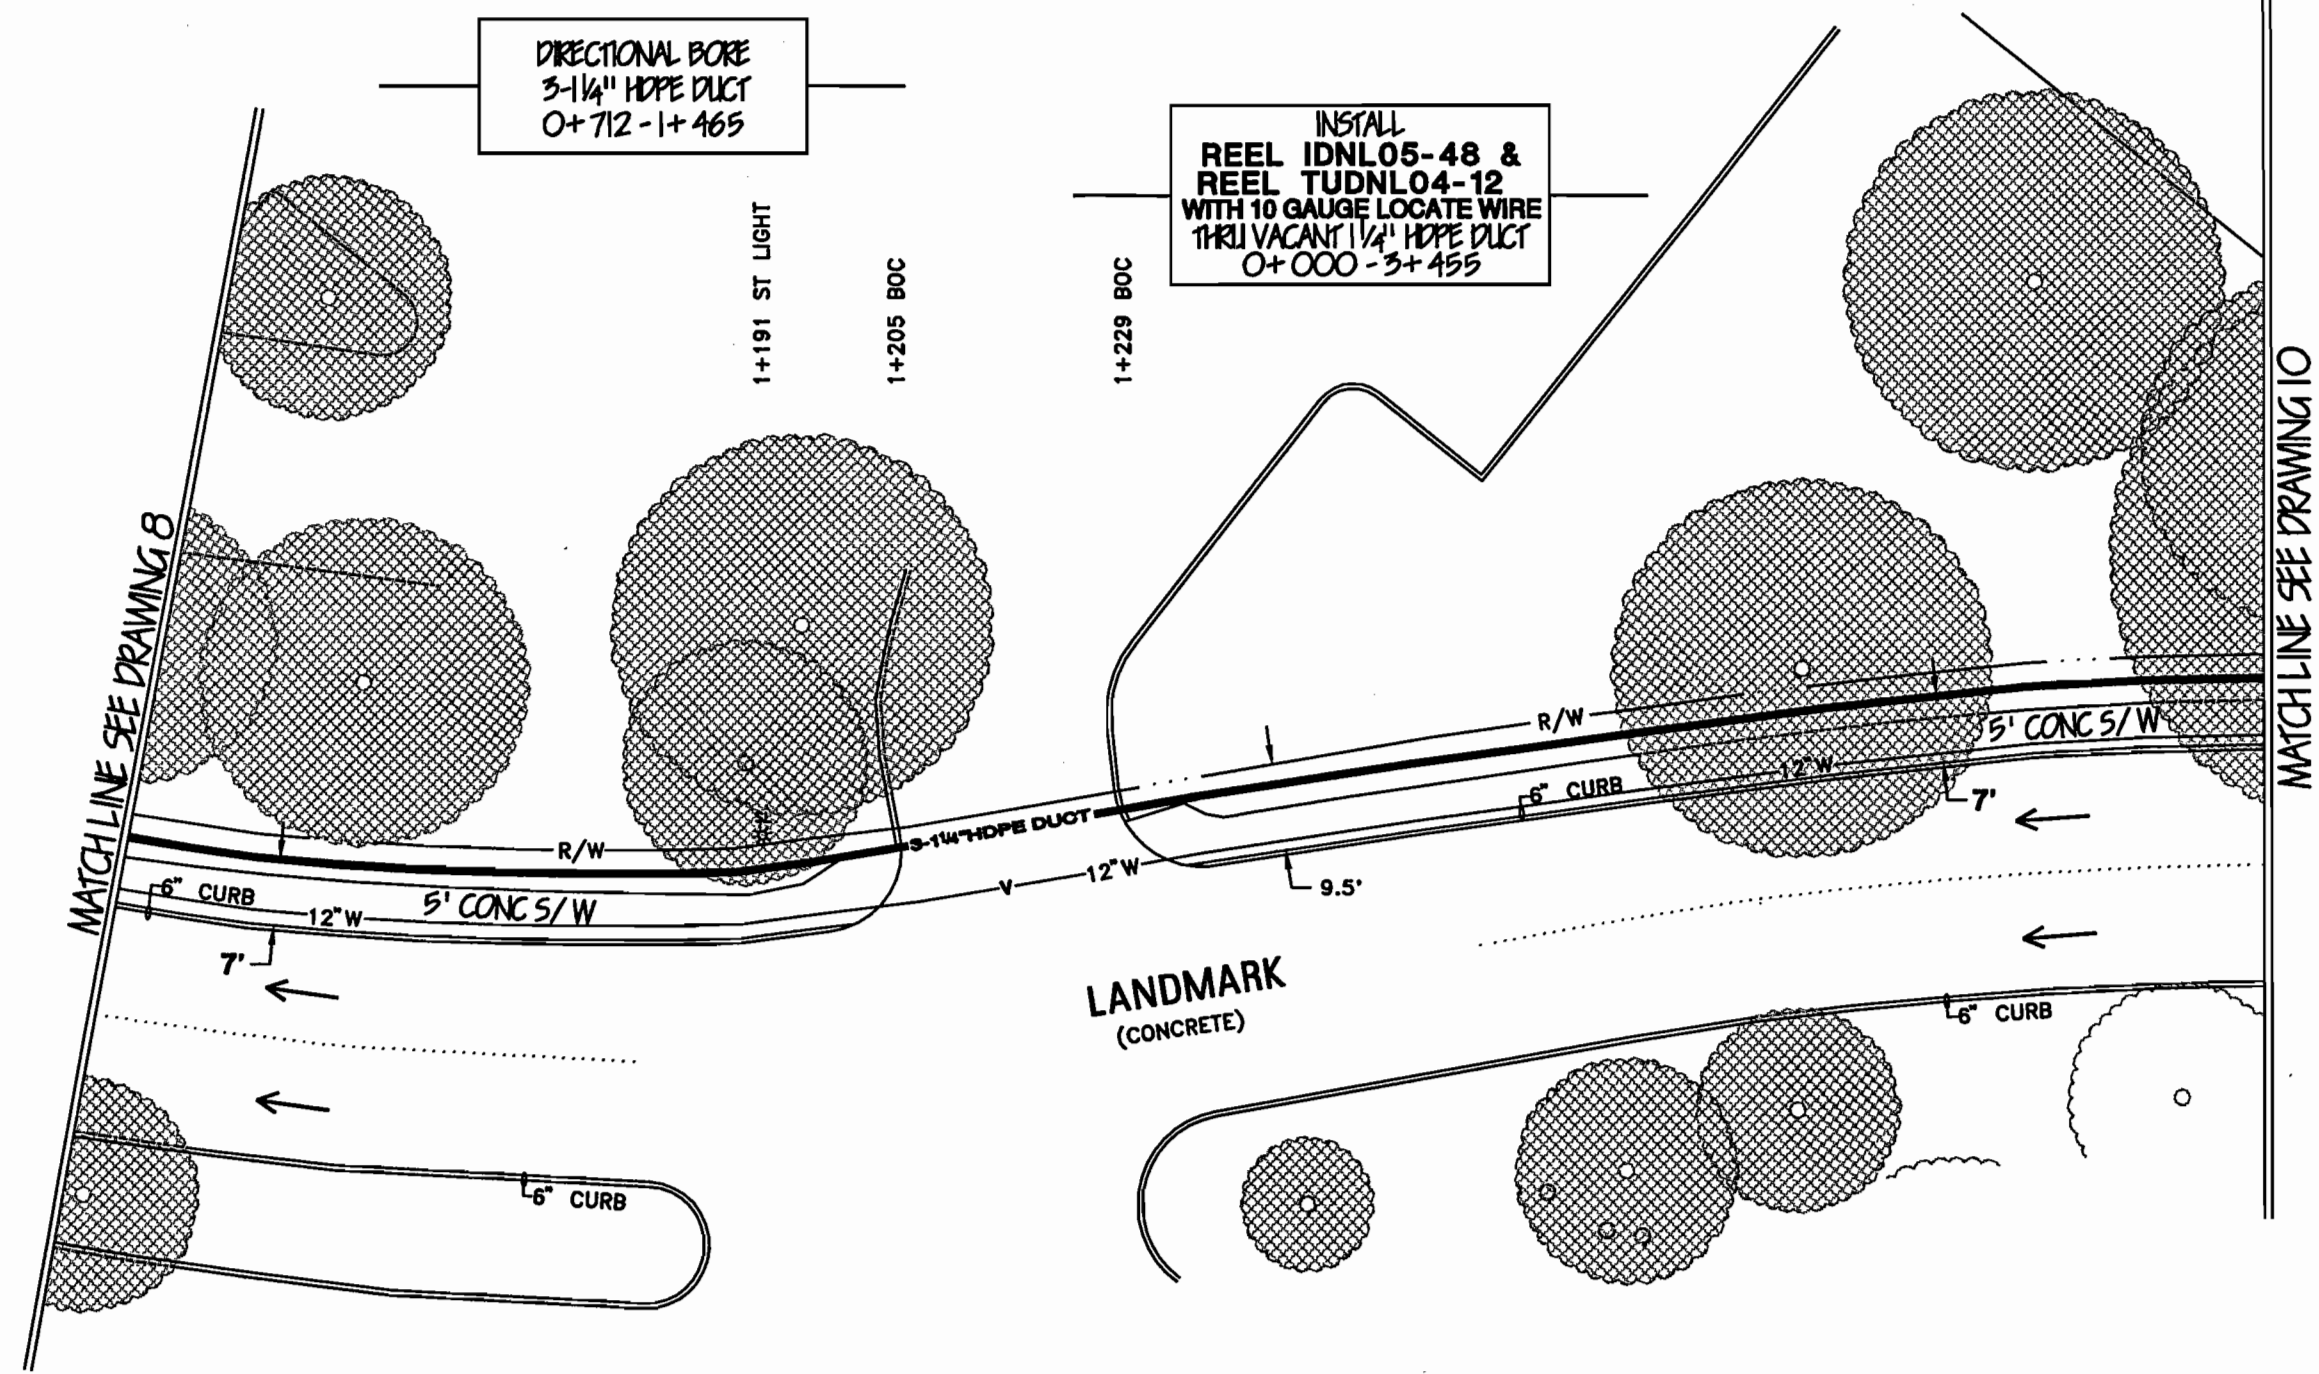 DIRECTIONAL BORE
3-1¼" HDPE DUCT
0+712-1+465
INSTALL
REEL IDNL05-48 &
REEL TUDNL04-12
WITH 10 GAUGE LOCATE WIRE
THRU VACANT 1¼" HDPE DUCT
0+000-3+455
1+191 ST LIGHT
1+205 BOC
1+229 BOC
MATCH LINE SEE DRAWING 8
MATCH LINE SEE DRAWING 10
R/W
5' CONC S/W
12"W
6" CURB
7'
3-1¼"HDPE DUCT
R/W
6" CURB
12"W
7'
9.5'
V
12"W
6" CURB
12"W
5' CONC S/W
7'
LANDMARK
(CONCRETE)
6" CURB
6" CURB